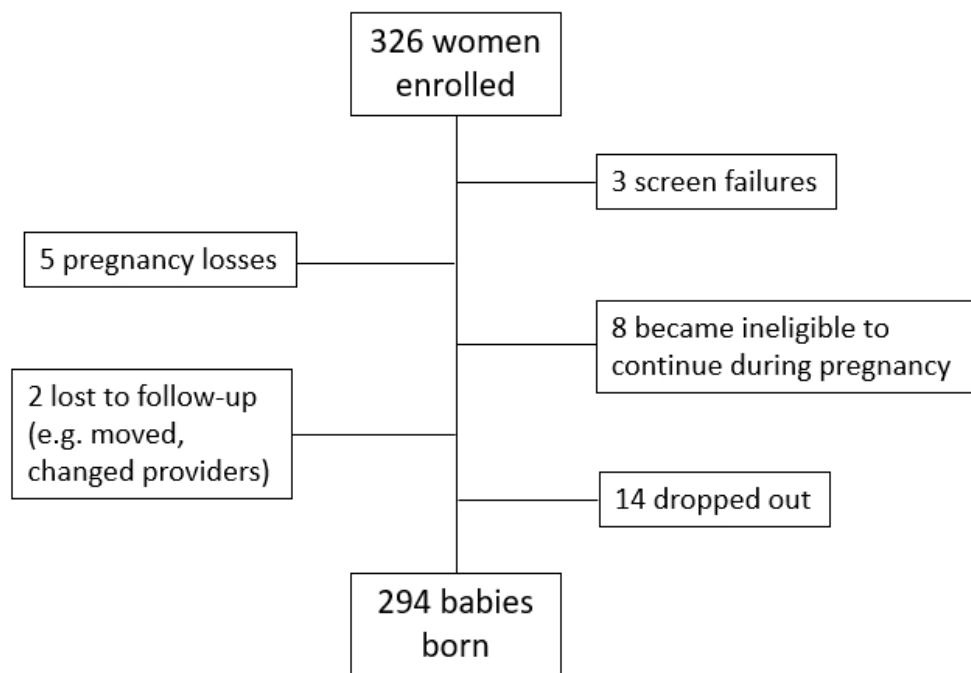 326 women
enrolled
3 screen failures
5 pregnancy losses
8 became ineligible to
continue during pregnancy
2 lost to follow-up
(e.g. moved,
changed providers)
14 dropped out
294 babies
born